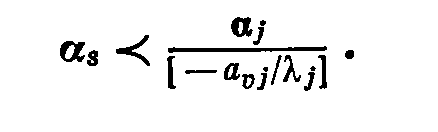 α_s ≺ α_j / [ — a_{vj}/λ_j] .